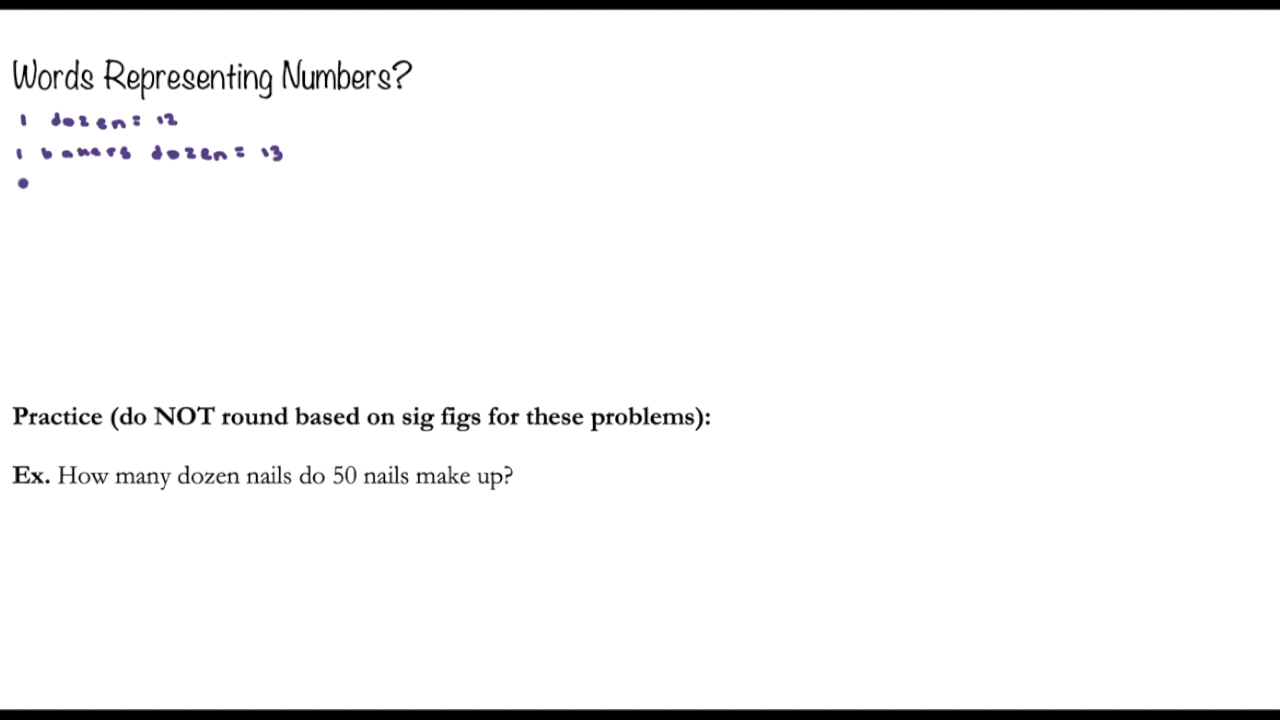 Words Representing Numbers?
1 dozen = 12
1 bakers dozen = 13
Practice (do NOT round based on sig figs for these problems):
Ex. How many dozen nails do 50 nails make up?